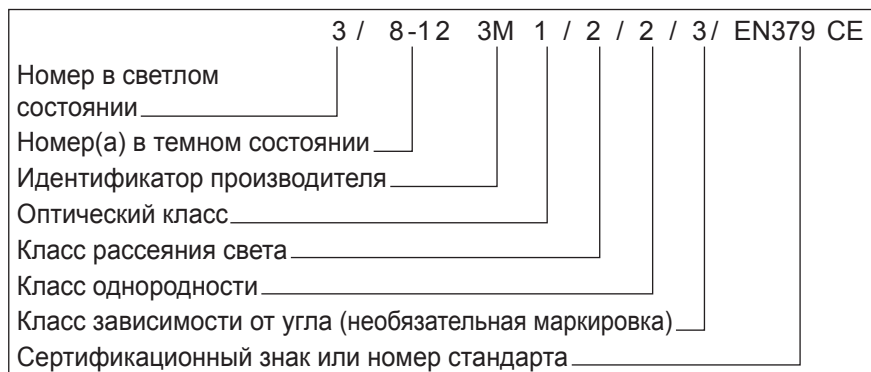 3 / 8-12 3M 1 / 2 / 2 / 3/ EN379 CE
Номер в светлом
состоянии
Номер(а) в темном состоянии
Идентификатор производителя
Оптический класс
Класс рассеяния света
Класс однородности
Класс зависимости от угла (необязательная маркировка)
Сертификационный знак или номер стандарта